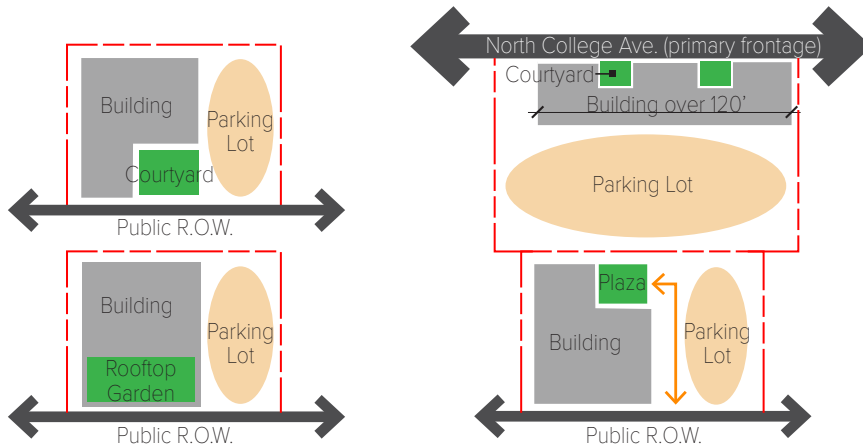 Building
Parking
Lot
Courtyard
Public R.O.W.
North College Ave. (primary frontage)
Courtyard
Building over 120'
Parking Lot
Building
Parking
Lot
Rooftop
Garden
Public R.O.W.
Plaza
Building
Parking
Lot
Public R.O.W.